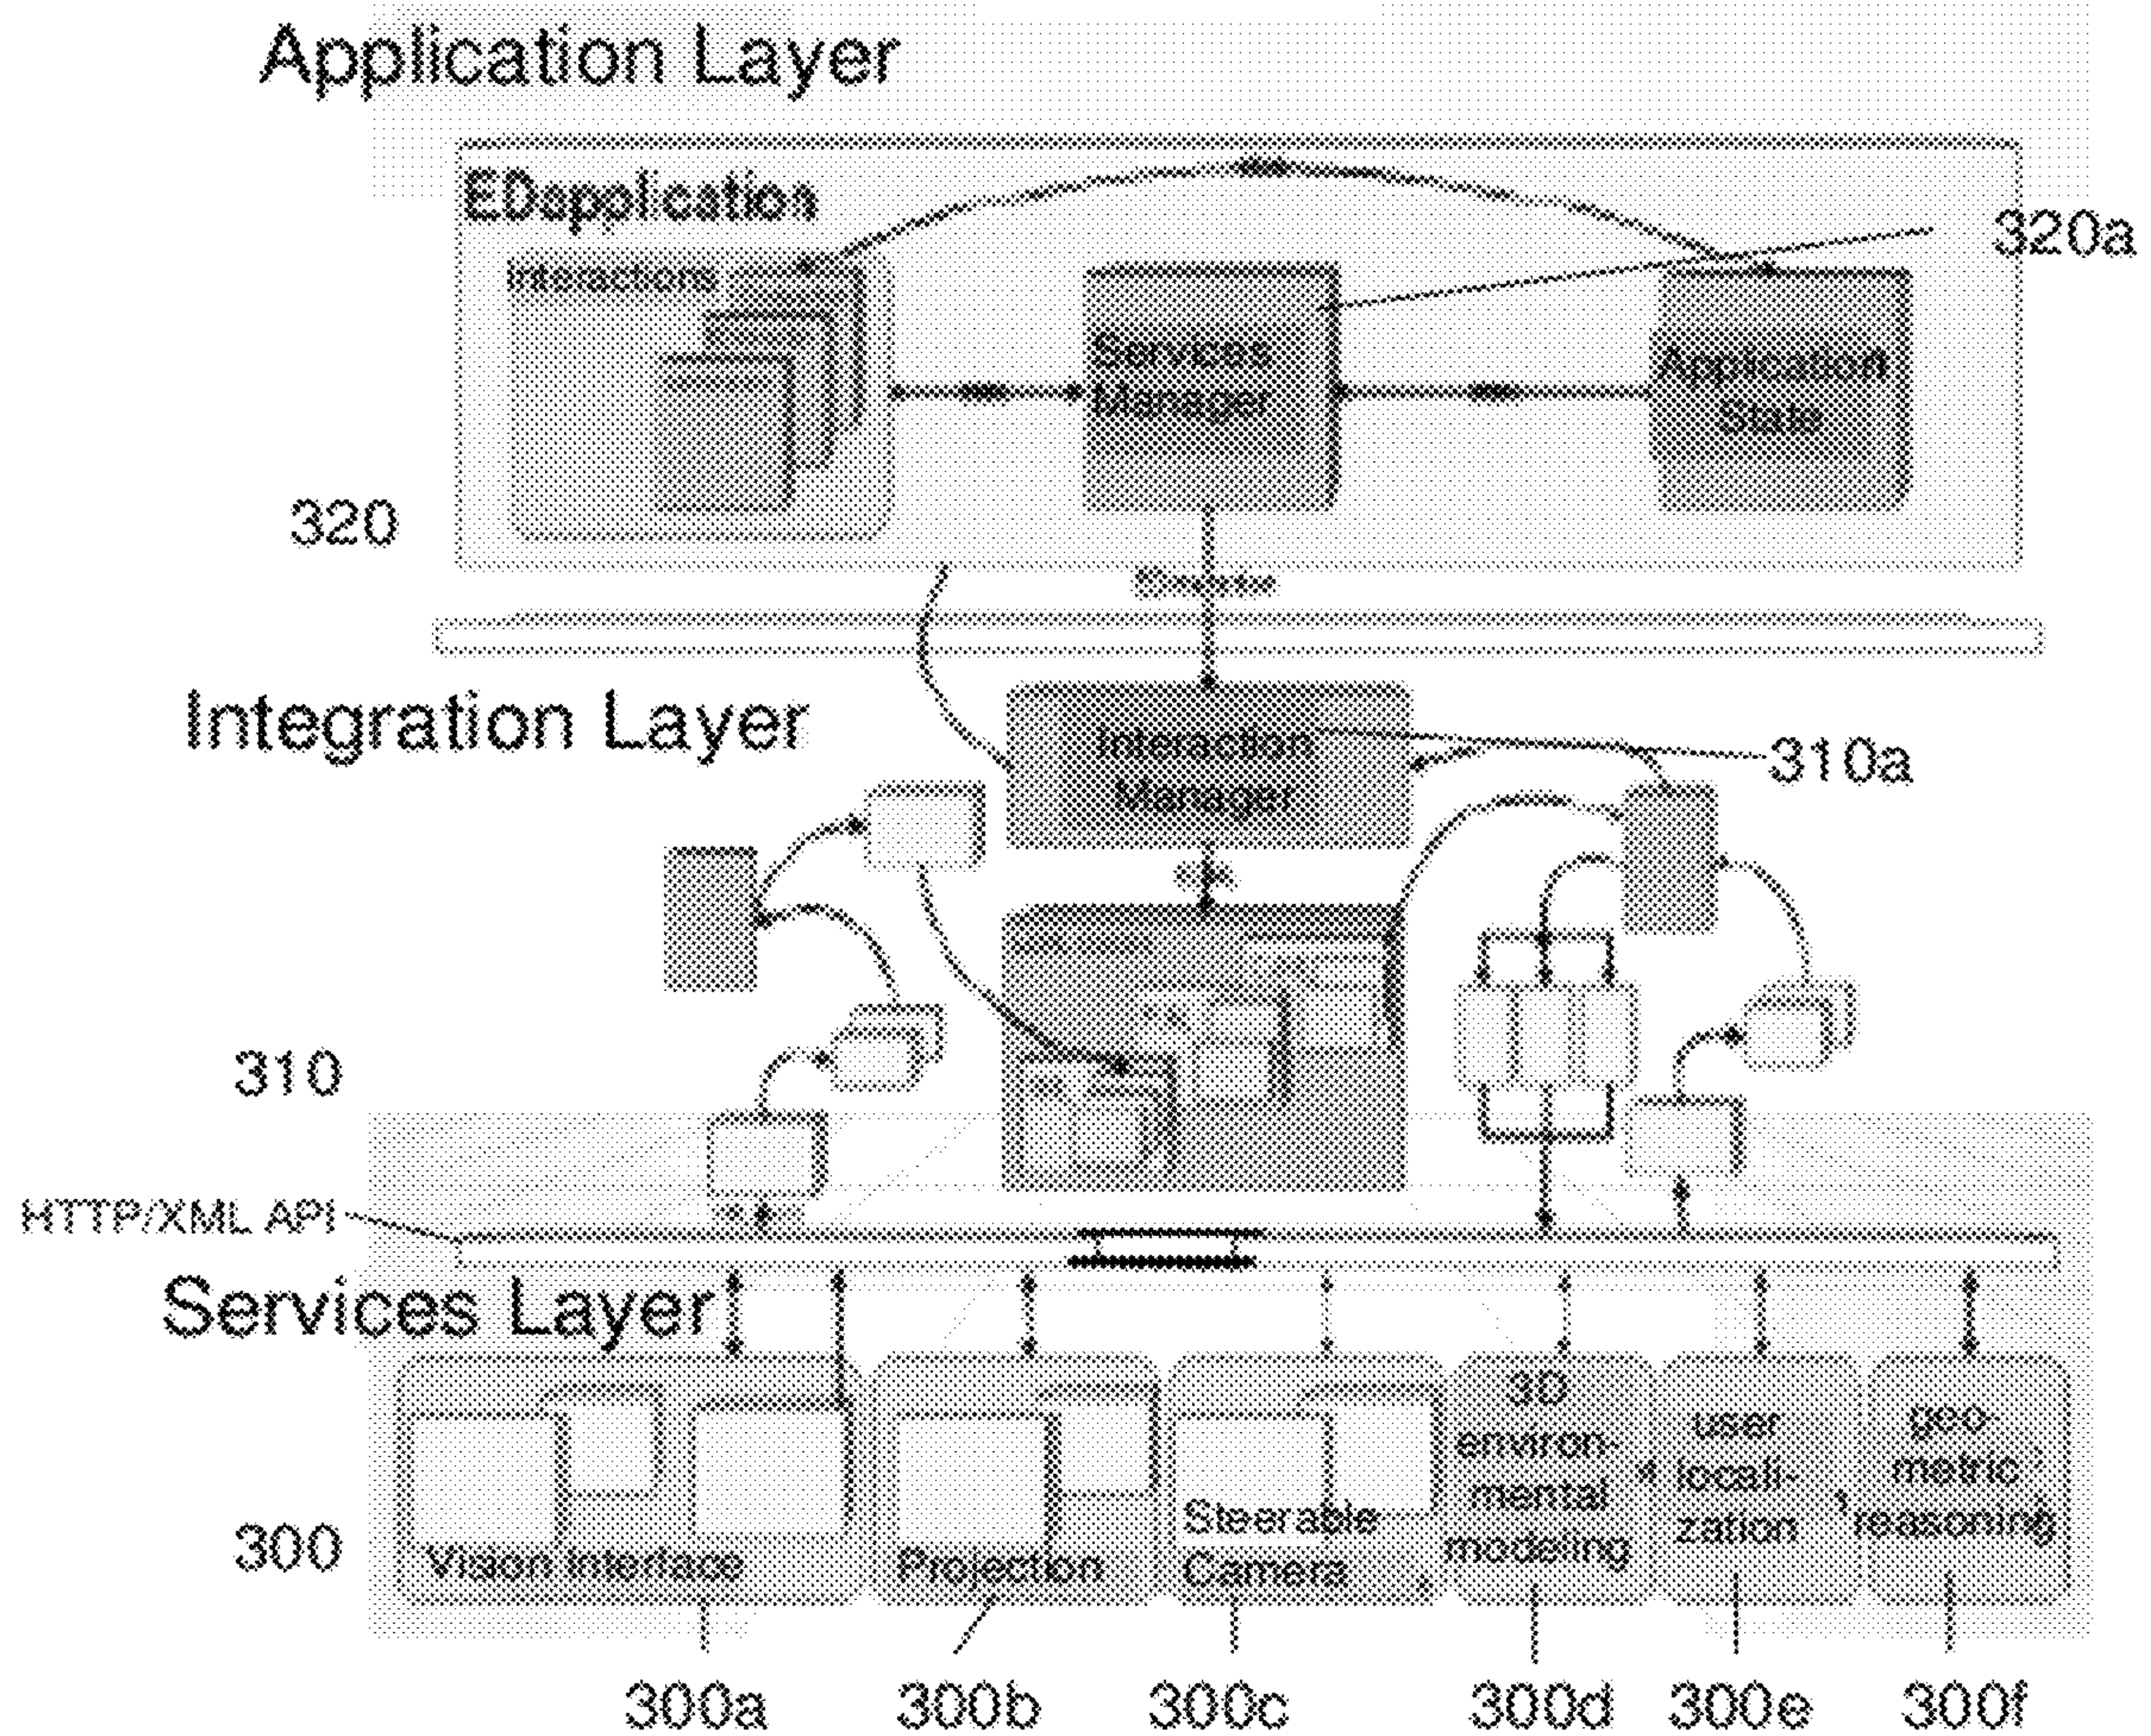 Application Layer
EDapplication
320a
Interactions
Services
Manager
Application
State
320
Integration Layer
Interaction
Manager
310a
310
HTTP/XML API
Services Layer
3D
environ-
mental
modeling
user
locali-
zation
geo-
metric
reasoning
Steerable
Camera
Vision Interface
Projection
300
300a
300b
300c
300d
300e
300f